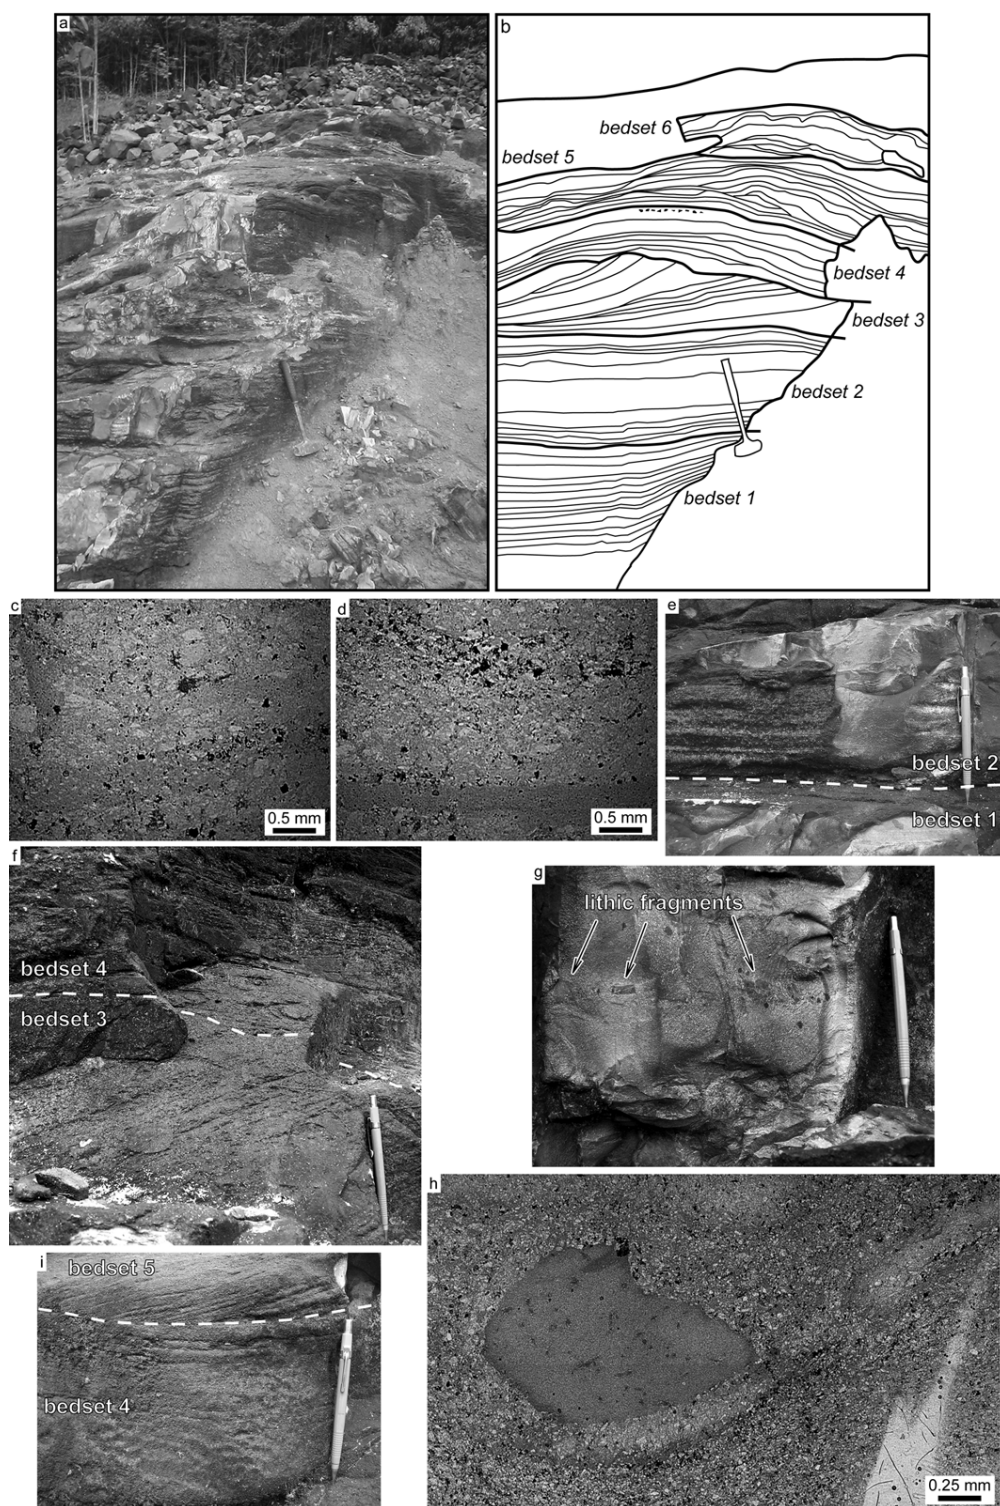 a
b
bedset 6
bedset 5
bedset 4
bedset 3
bedset 2
bedset 1
c
0.5 mm
d
0.5 mm
e
bedset 2
bedset 1
f
bedset 4
bedset 3
g
lithic fragments
h
0.25 mm
i
bedset 5
bedset 4